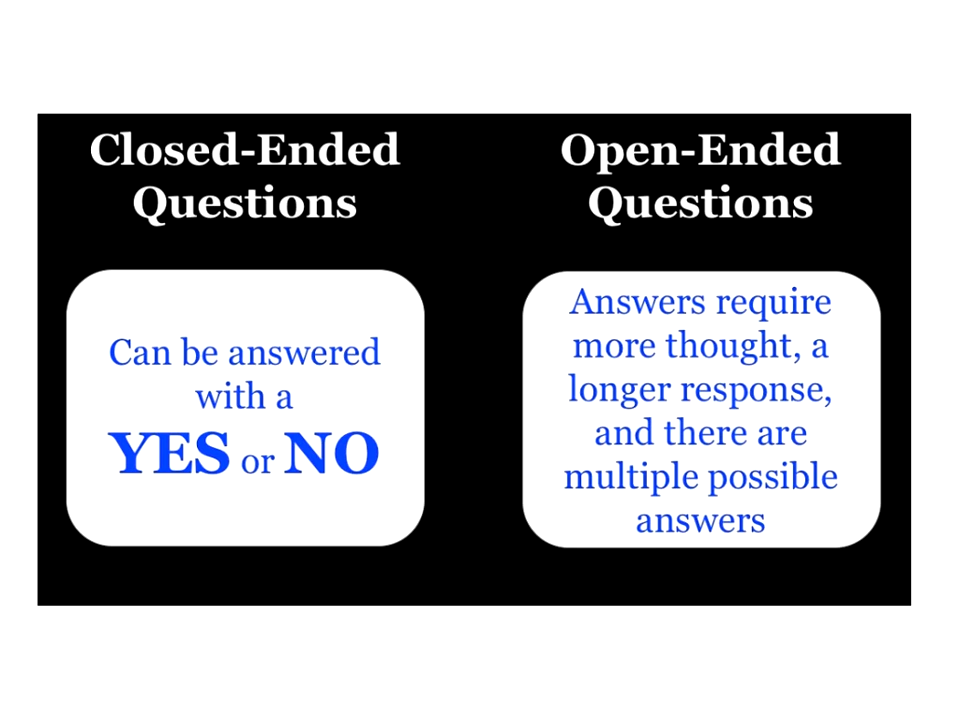 Closed-Ended
Questions
Can be answered
with a
YES or NO
Open-Ended
Questions
Answers require
more thought, a
longer response,
and there are
multiple possible
answers